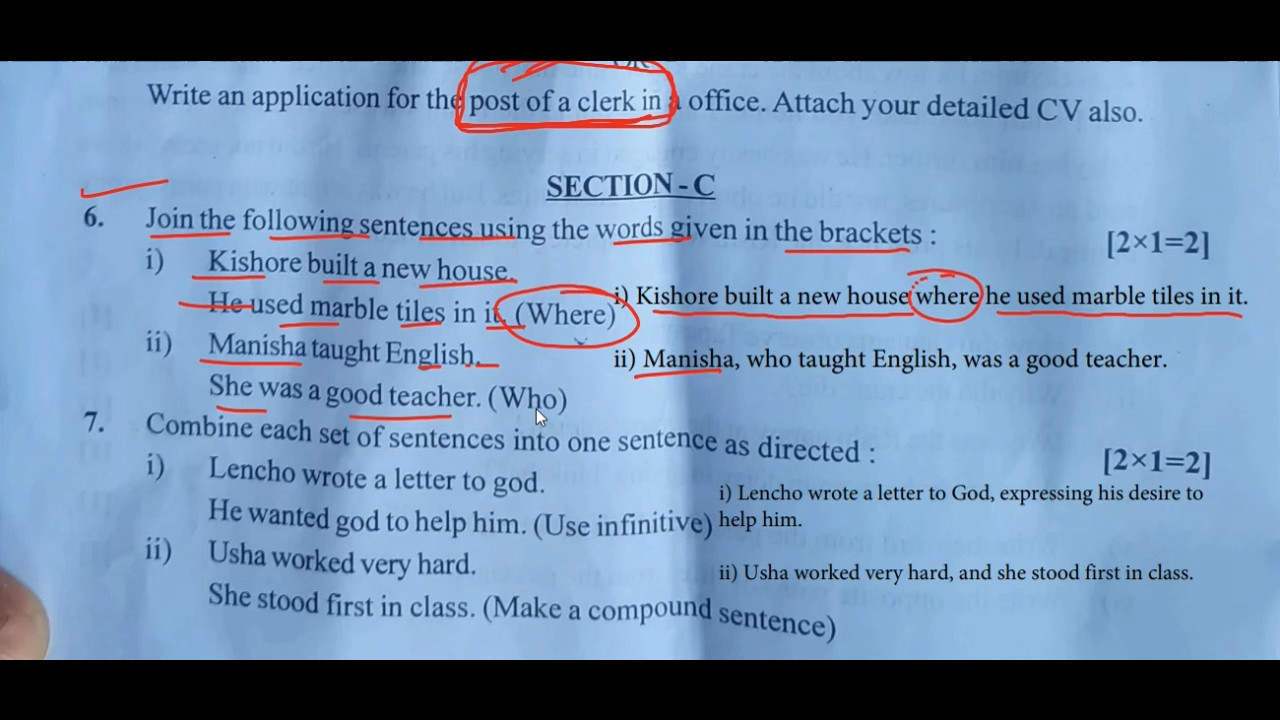 OR
Write an application for the post of a clerk in a office. Attach your detailed CV also.
SECTION - C
6. Join the following sentences using the words given in the brackets : [2×1=2]
i) Kishore built a new house.
He used marble tiles in it. (Where)
i) Kishore built a new house where he used marble tiles in it.
ii) Manisha taught English.
She was a good teacher. (Who)
ii) Manisha, who taught English, was a good teacher.
7. Combine each set of sentences into one sentence as directed : [2×1=2]
i) Lencho wrote a letter to god.
He wanted god to help him. (Use infinitive)
i) Lencho wrote a letter to God, expressing his desire to
help him.
ii) Usha worked very hard.
She stood first in class. (Make a compound sentence)
ii) Usha worked very hard, and she stood first in class.